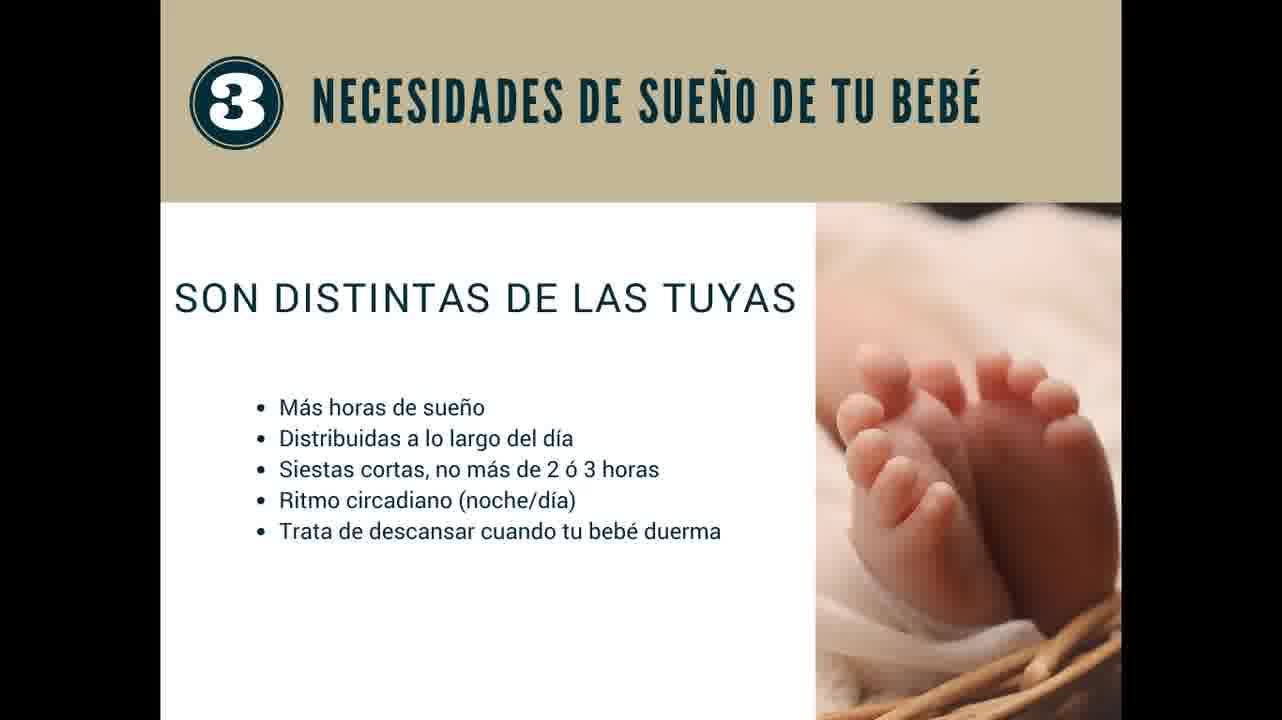 3 NECESIDADES DE SUEÑO DE TU BEBÉ
SON DISTINTAS DE LAS TUYAS
• Más horas de sueño
• Distribuidas a lo largo del día
• Siestas cortas, no más de 2 ó 3 horas
• Ritmo circadiano (noche/día)
• Trata de descansar cuando tu bebé duerma